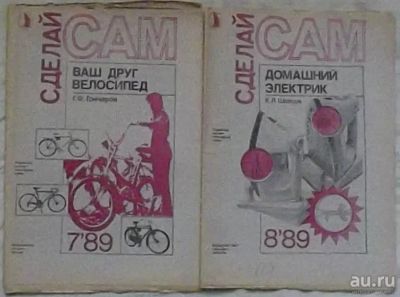 СДЕЛАЙ
САМ
ВАШ ДРУГ
ВЕЛОСИПЕД
7'89
СДЕЛАЙ
САМ
ДОМАШНИЙ
ЭЛЕКТРИК
8'89
au.ru